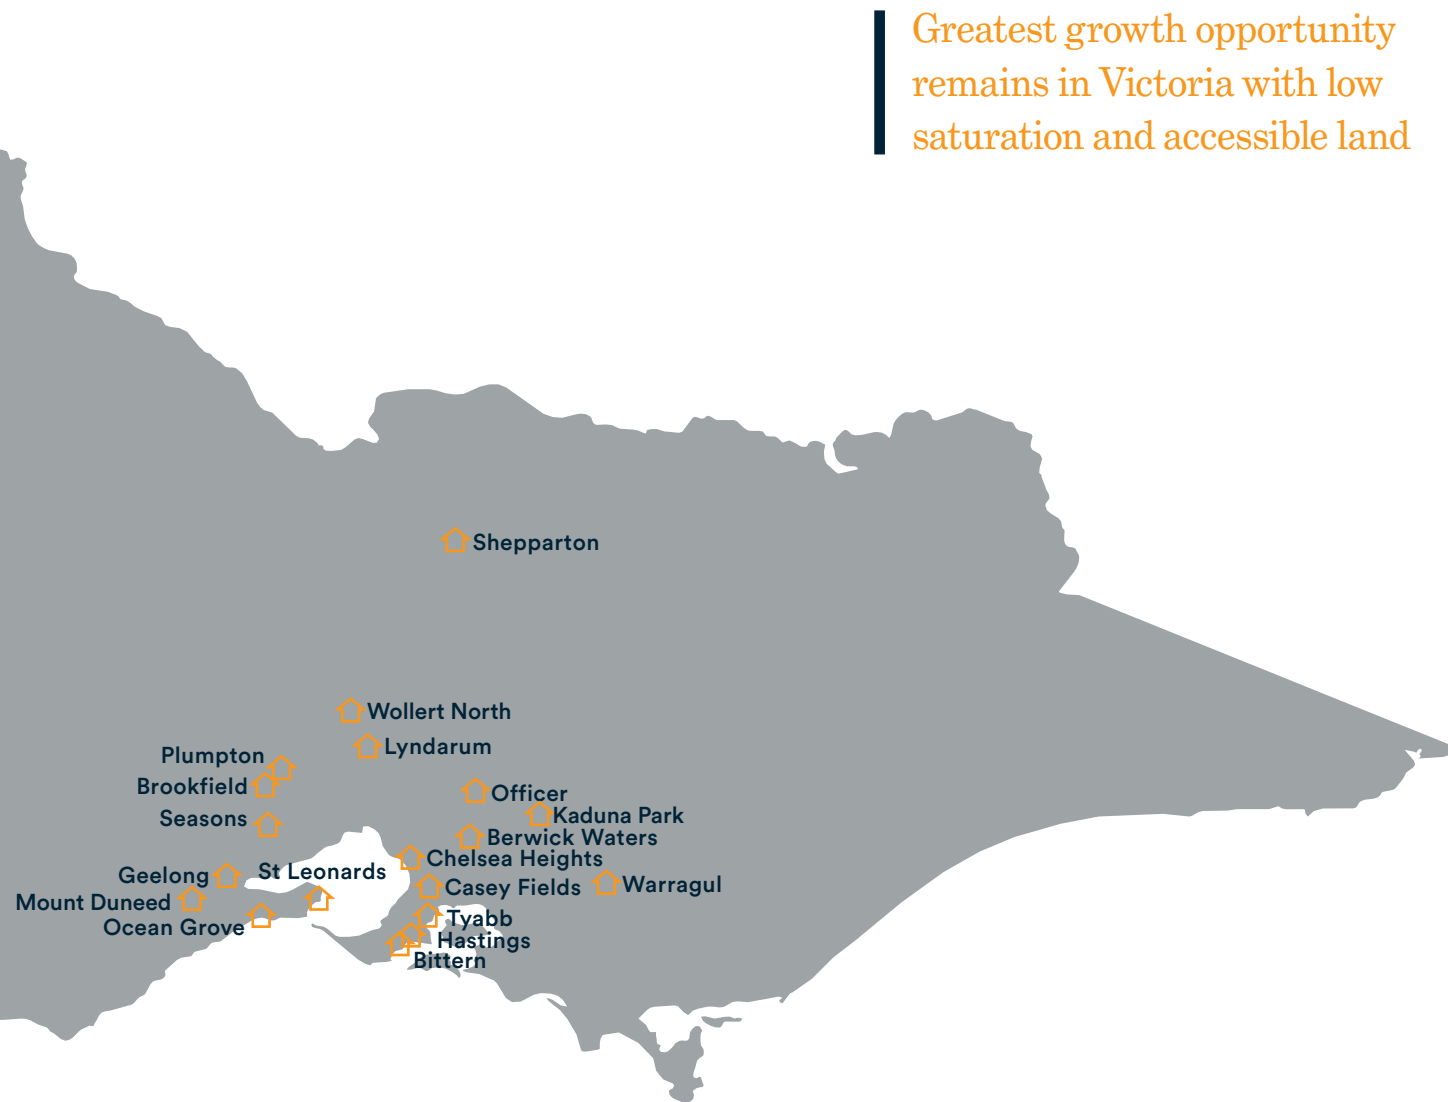 Greatest growth opportunity
remains in Victoria with low
saturation and accessible land
Shepparton
Wollert North
Lyndarum
Plumpton
Brookfield
Officer
Kaduna Park
Seasons
Berwick Waters
Chelsea Heights
St Leonards
Geelong
Casey Fields
Warragul
Mount Duneed
Tyabb
Ocean Grove
Hastings
Bittern